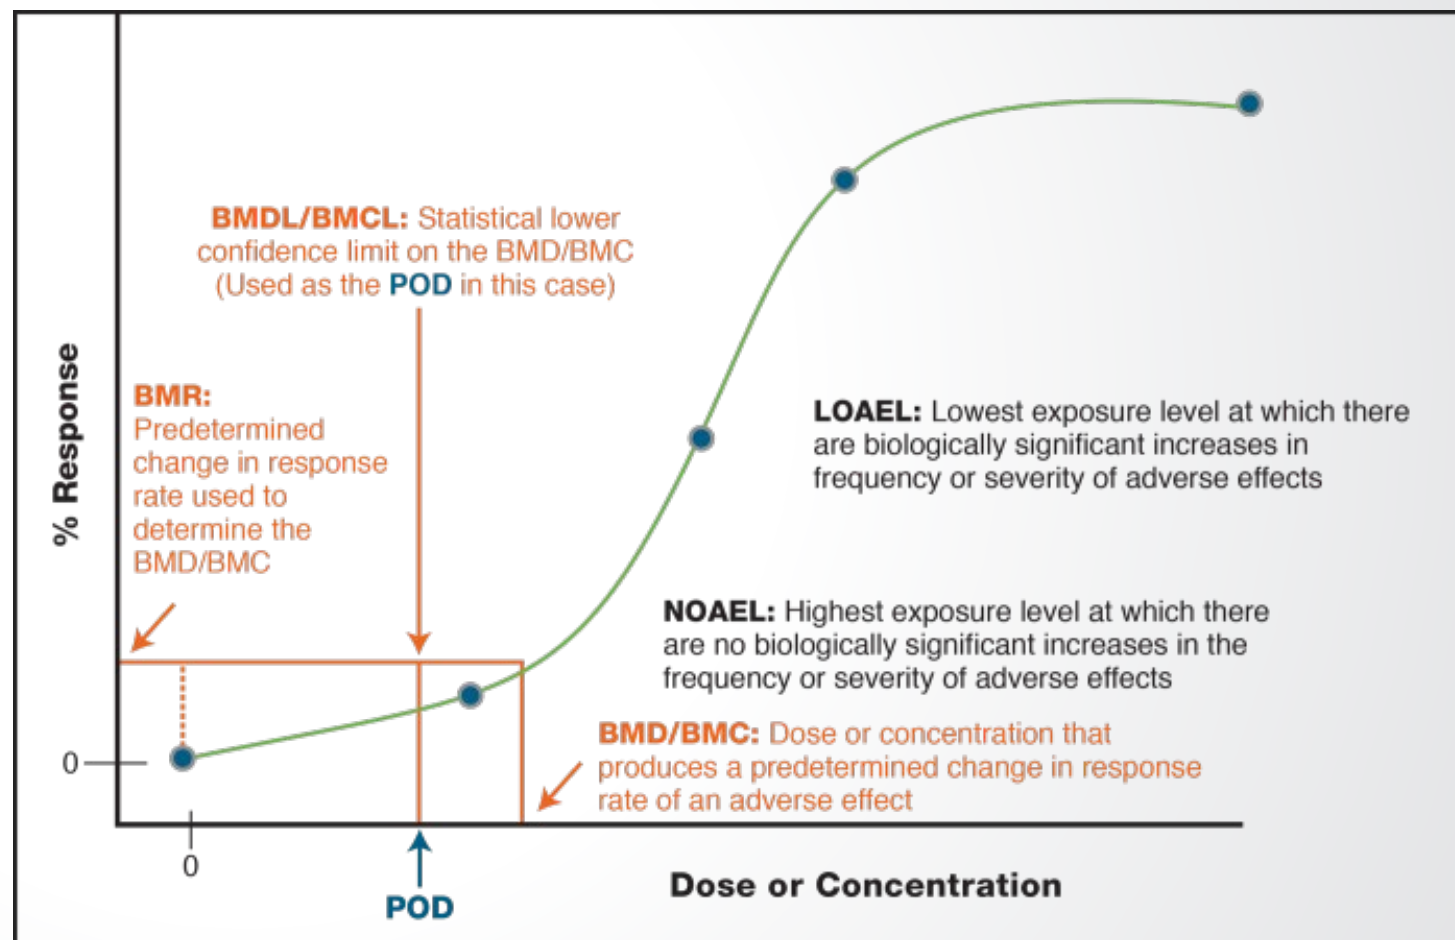 BMDL/BMCL: Statistical lower
confidence limit on the BMD/BMC
(Used as the POD in this case)
BMR:
Predetermined
change in response
rate used to
determine the
BMD/BMC
% Response
LOAEL: Lowest exposure level at which there
are biologically significant increases in
frequency or severity of adverse effects
NOAEL: Highest exposure level at which there
are no biologically significant increases in the
frequency or severity of adverse effects
BMD/BMC: Dose or concentration that
produces a predetermined change in response
rate of an adverse effect
0
0
POD
Dose or Concentration